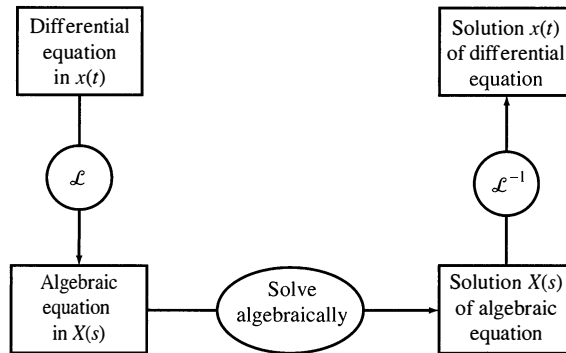 Differential
equation
in x(t)
Solution x(t)
of differential
equation
ℒ
ℒ⁻¹
Algebraic
equation
in X(s)
Solve
algebraically
Solution X(s)
of algebraic
equation